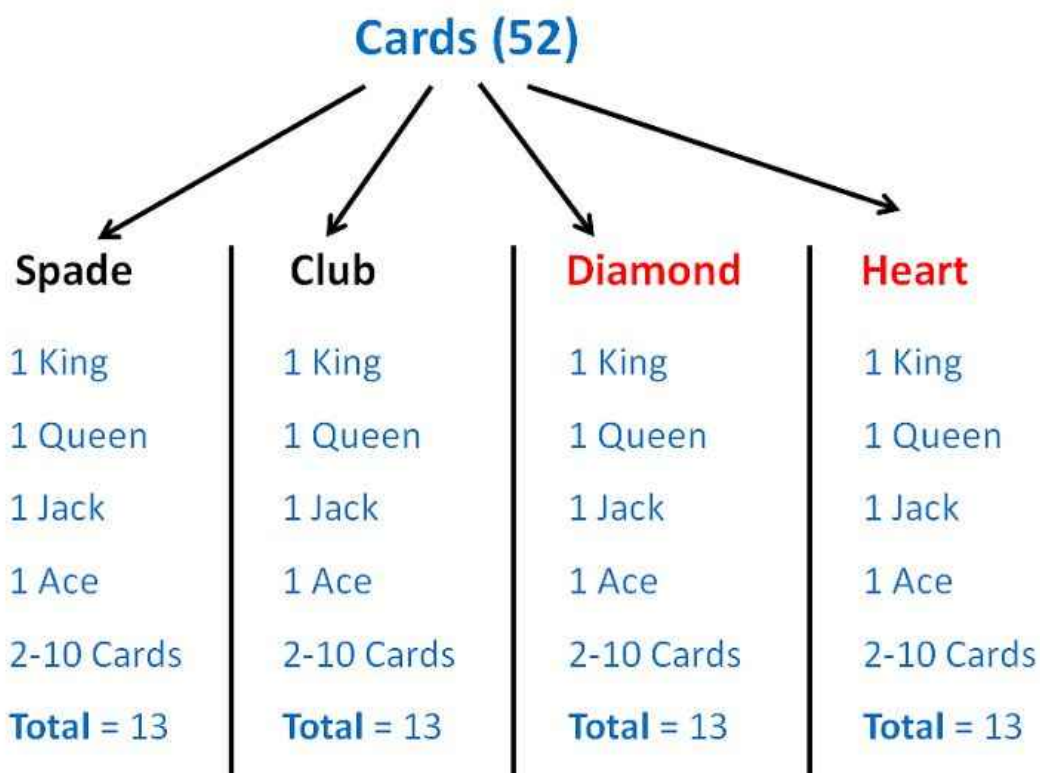 Cards (52)
Spade
1 King
1 Queen
1 Jack
1 Ace
2-10 Cards
Total = 13
Club
1 King
1 Queen
1 Jack
1 Ace
2-10 Cards
Total = 13
Diamond
1 King
1 Queen
1 Jack
1 Ace
2-10 Cards
Total = 13
Heart
1 King
1 Queen
1 Jack
1 Ace
2-10 Cards
Total = 13